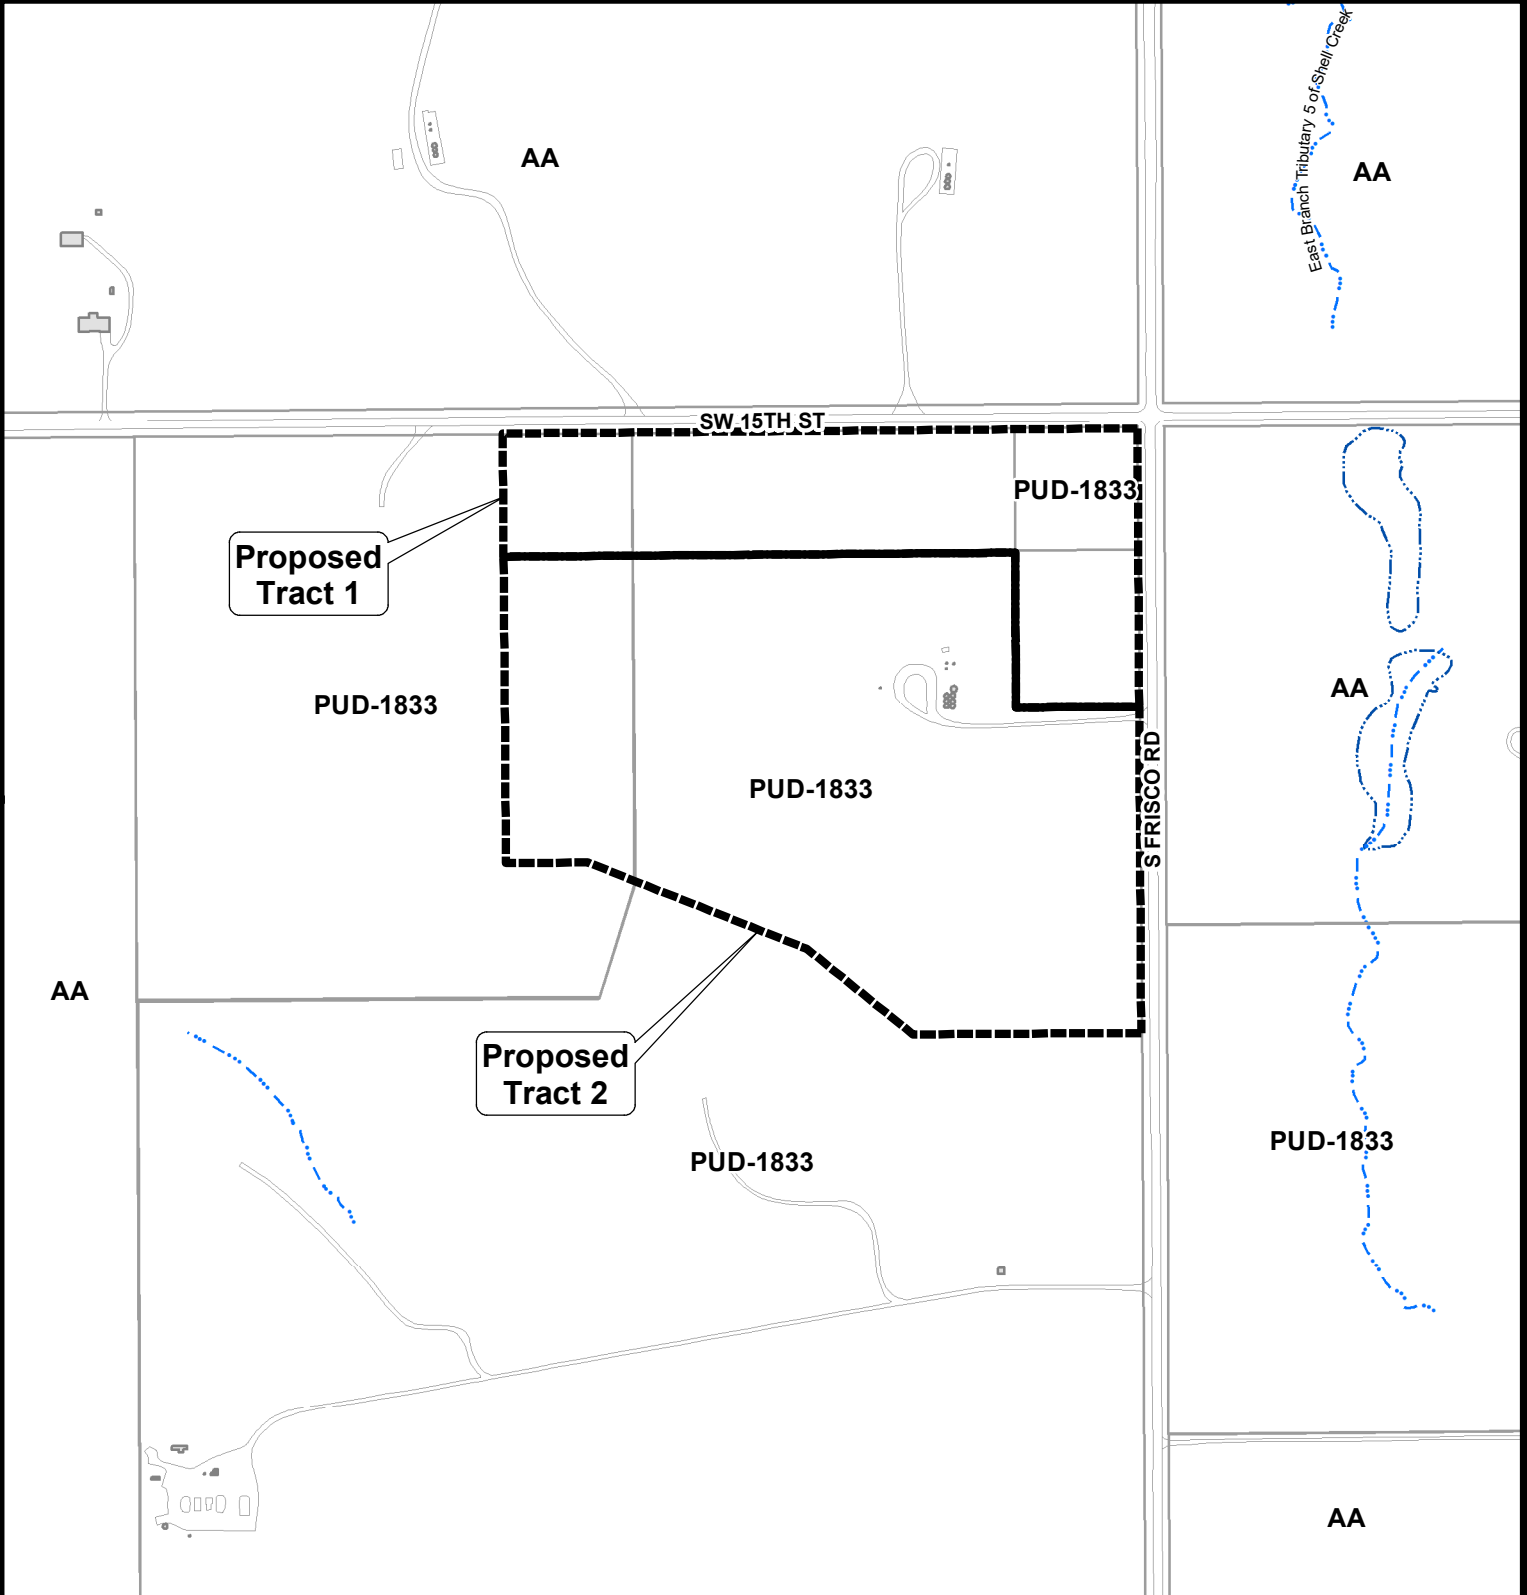 East Branch Tributary 5 of Shell Creek
AA
AA
SW 15TH ST
PUD-1833
Proposed
Tract 1
AA
PUD-1833
PUD-1833
S FRISCO RD
AA
Proposed
Tract 2
PUD-1833
PUD-1833
AA